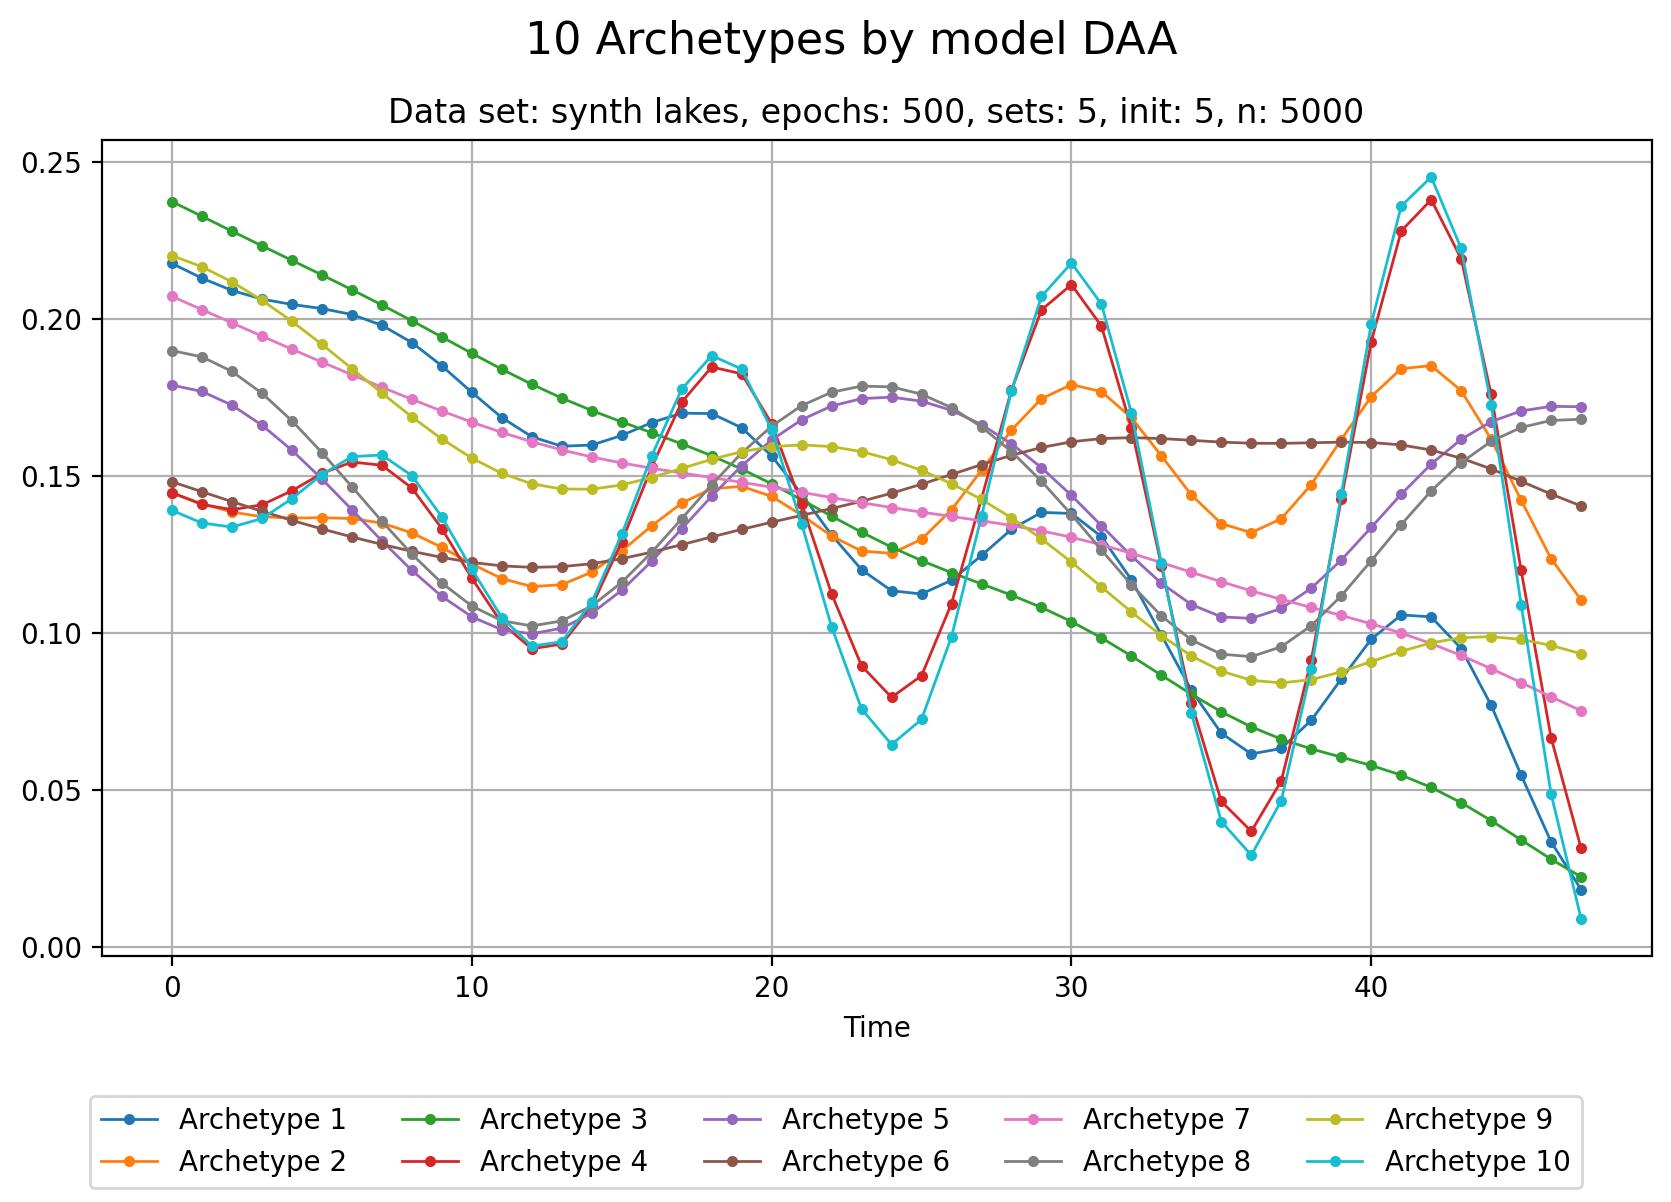 10 Archetypes by model DAA
Data set: synth lakes, epochs: 500, sets: 5, init: 5, n: 5000
0.25
0.20
0.15
0.10
0.05
0.00
0 10 20 30 40
Time
Archetype 1 Archetype 3 Archetype 5 Archetype 7 Archetype 9
Archetype 2 Archetype 4 Archetype 6 Archetype 8 Archetype 10